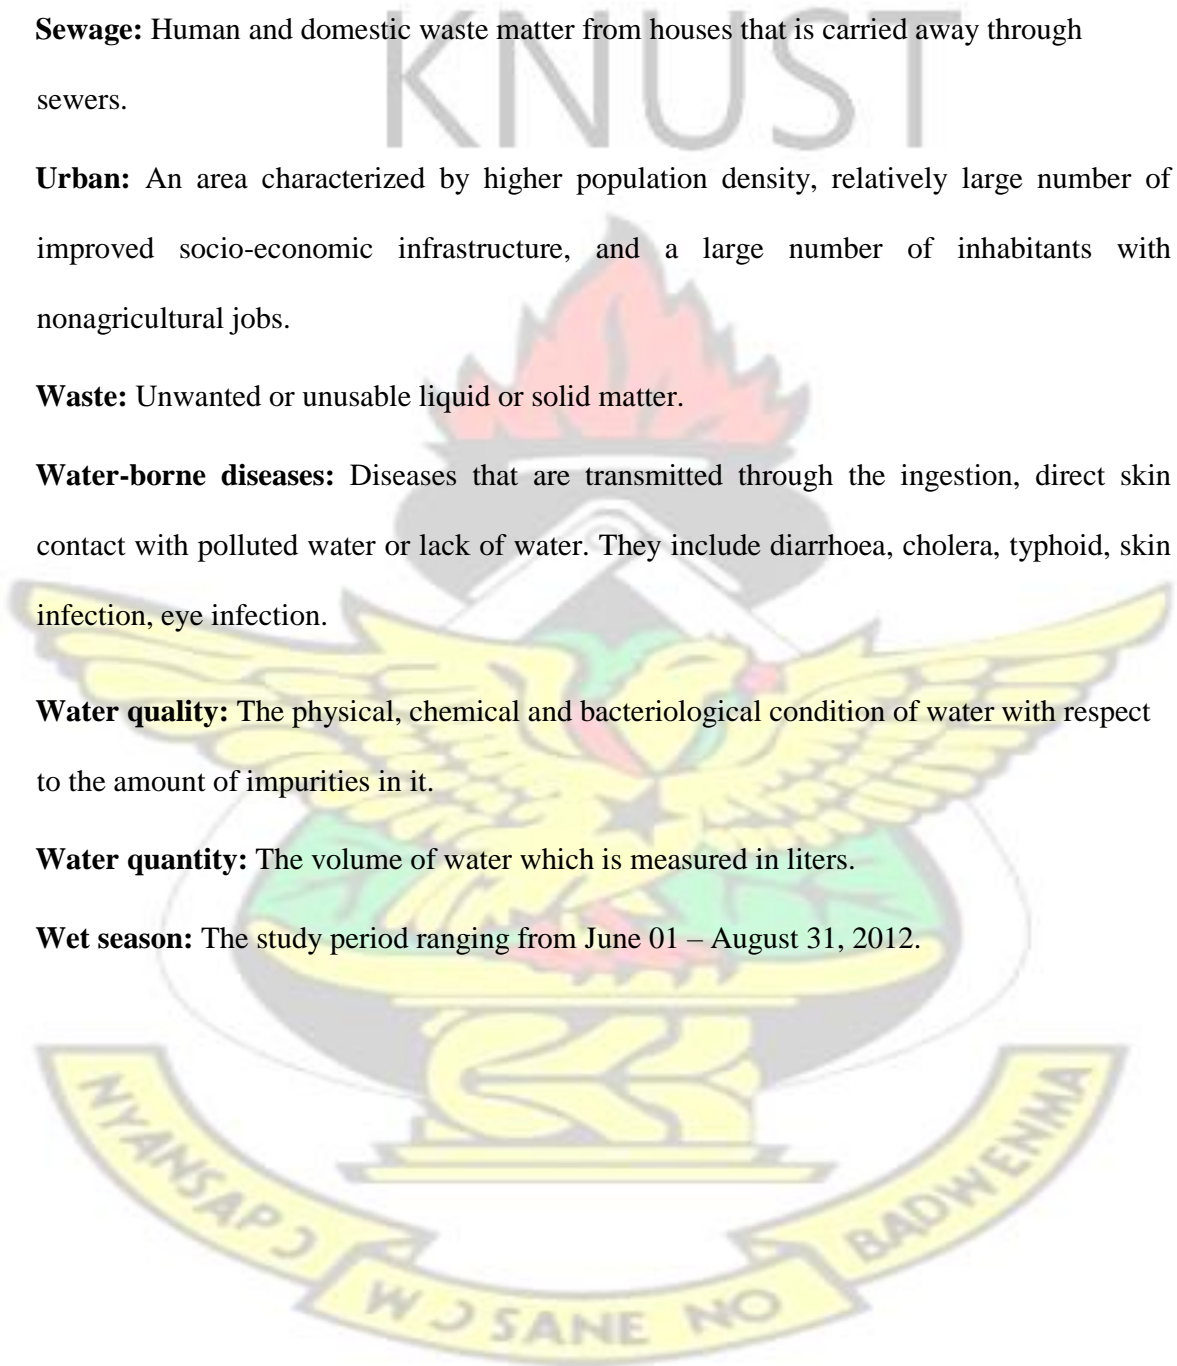 KNUST
Sewage: Human and domestic waste matter from houses that is carried away through
sewers.
Urban: An area characterized by higher population density, relatively large number of
improved socio-economic infrastructure, and a large number of inhabitants with
nonagricultural jobs.
Waste: Unwanted or unusable liquid or solid matter.
Water-borne diseases: Diseases that are transmitted through the ingestion, direct skin
contact with polluted water or lack of water. They include diarrhoea, cholera, typhoid, skin
infection, eye infection.
Water quality: The physical, chemical and bacteriological condition of water with respect
to the amount of impurities in it.
Water quantity: The volume of water which is measured in liters.
Wet season: The study period ranging from June 01 – August 31, 2012.
NYANSAPƆ
WƆSANE NO
BADWENMA